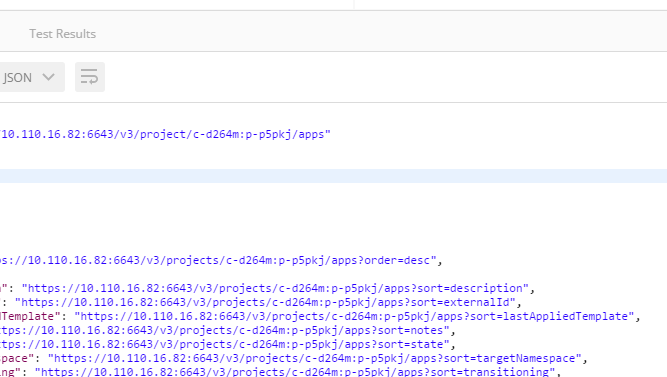 Test Results
JSON
/10.110.16.82:6643/v3/project/c-d264m:p-p5pkj/apps"
ps://10.110.16.82:6643/v3/projects/c-d264m:p-p5pkj/apps?order=desc",
": "https://10.110.16.82:6643/v3/projects/c-d264m:p-p5pkj/apps?sort=description",
": "https://10.110.16.82:6643/v3/projects/c-d264m:p-p5pkj/apps?sort=externalId",
dTemplate": "https://10.110.16.82:6643/v3/projects/c-d264m:p-p5pkj/apps?sort=lastAppliedTemplate",
ttps://10.110.16.82:6643/v3/projects/c-d264m:p-p5pkj/apps?sort=notes",
ttps://10.110.16.82:6643/v3/projects/c-d264m:p-p5pkj/apps?sort=state",
space": "https://10.110.16.82:6643/v3/projects/c-d264m:p-p5pkj/apps?sort=targetNamespace",
ing": "https://10.110.16.82:6643/v3/projects/c-d264m:p-p5pkj/apps?sort=transitioning",